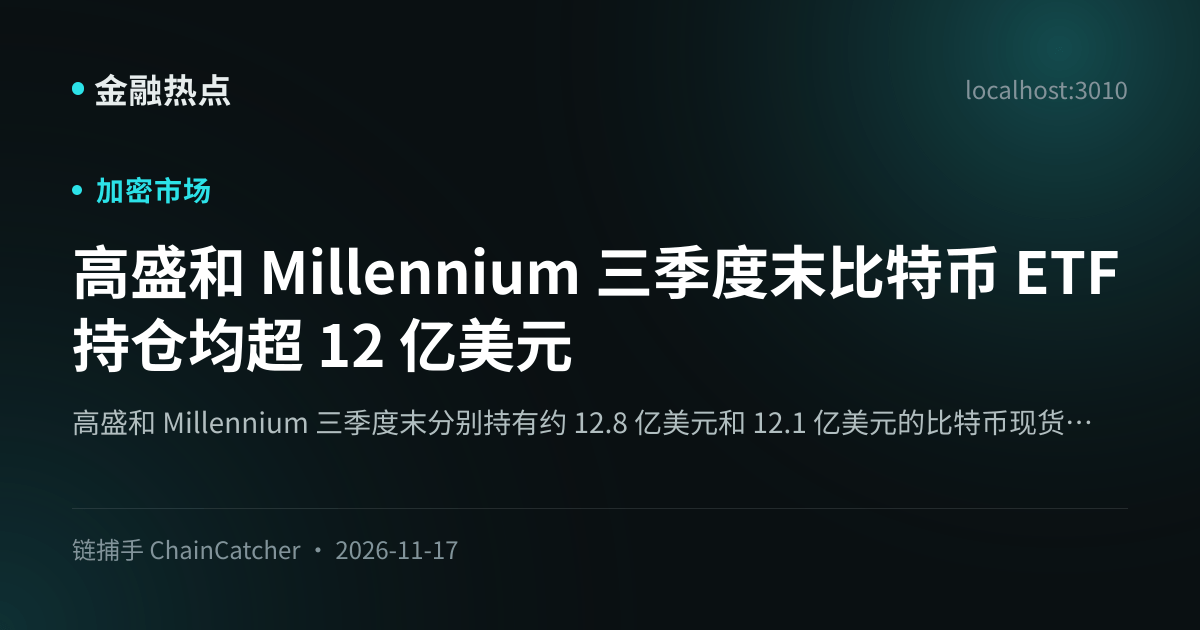 金融热点
localhost:3010
加密市场
高盛和 Millennium 三季度末比特币 ETF
持仓均超 12 亿美元
高盛和 Millennium 三季度末分别持有约 12.8 亿美元和 12.1 亿美元的比特币现货…
链捕手 ChainCatcher · 2026-11-17